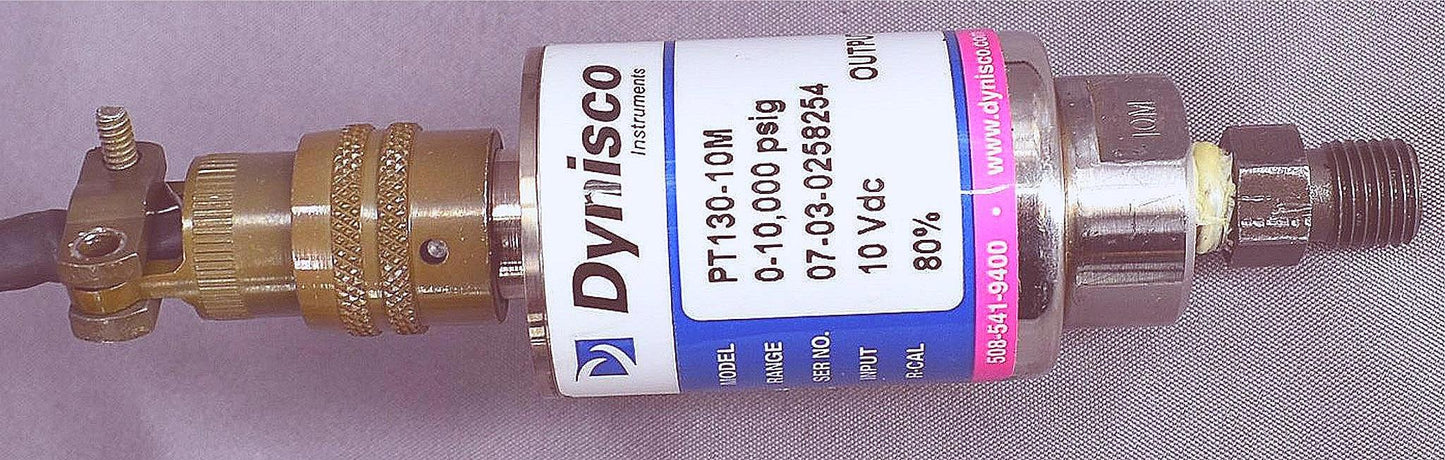 Dynisco
Instruments
MODEL PT130-10M
RANGE 0-10,000 psig
SER NO. 07-03-0258254
INPUT 10 Vdc OUTPU
R-CAL 80%
508-541-9400 • www.dynisco.com
10M